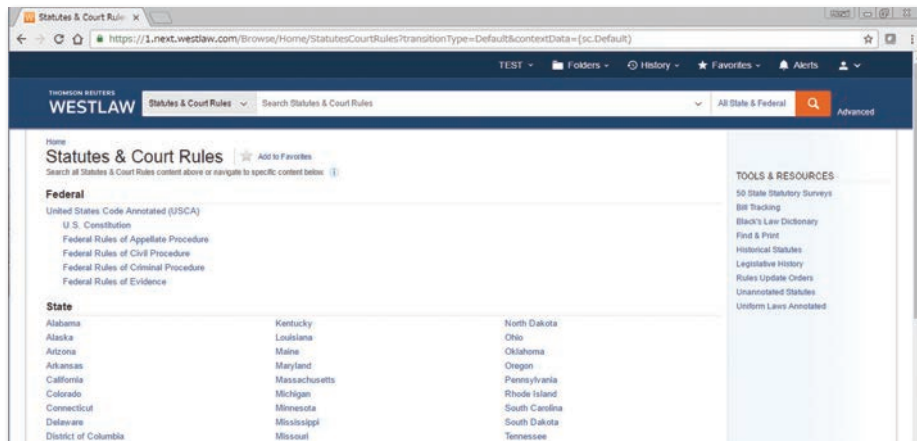 Statutes & Court Rule
https://1.next.westlaw.com/Browse/Home/StatutesCourtRules?transitionType=Default&contextData=(sc.Default)
TEST Folders History Favorites Alerts
THOMSON REUTERS
WESTLAW Statutes & Court Rules Search Statutes & Court Rules All State & Federal Advanced
Home
Statutes & Court Rules Add to Favorites
Search all Statutes & Court Rules content above or navigate to specific content below.
Federal
United States Code Annotated (USCA)
U.S. Constitution
Federal Rules of Appellate Procedure
Federal Rules of Civil Procedure
Federal Rules of Criminal Procedure
Federal Rules of Evidence
State
Alabama Kentucky North Dakota
Alaska Louisiana Ohio
Arizona Maine Oklahoma
Arkansas Maryland Oregon
California Massachusetts Pennsylvania
Colorado Michigan Rhode Island
Connecticut Minnesota South Carolina
Delaware Mississippi South Dakota
District of Columbia Missouri Tennessee
TOOLS & RESOURCES
50 State Statutory Surveys
Bill Tracking
Black's Law Dictionary
Find & Print
Historical Statutes
Legislative History
Rules Update Orders
Unannotated Statutes
Uniform Laws Annotated